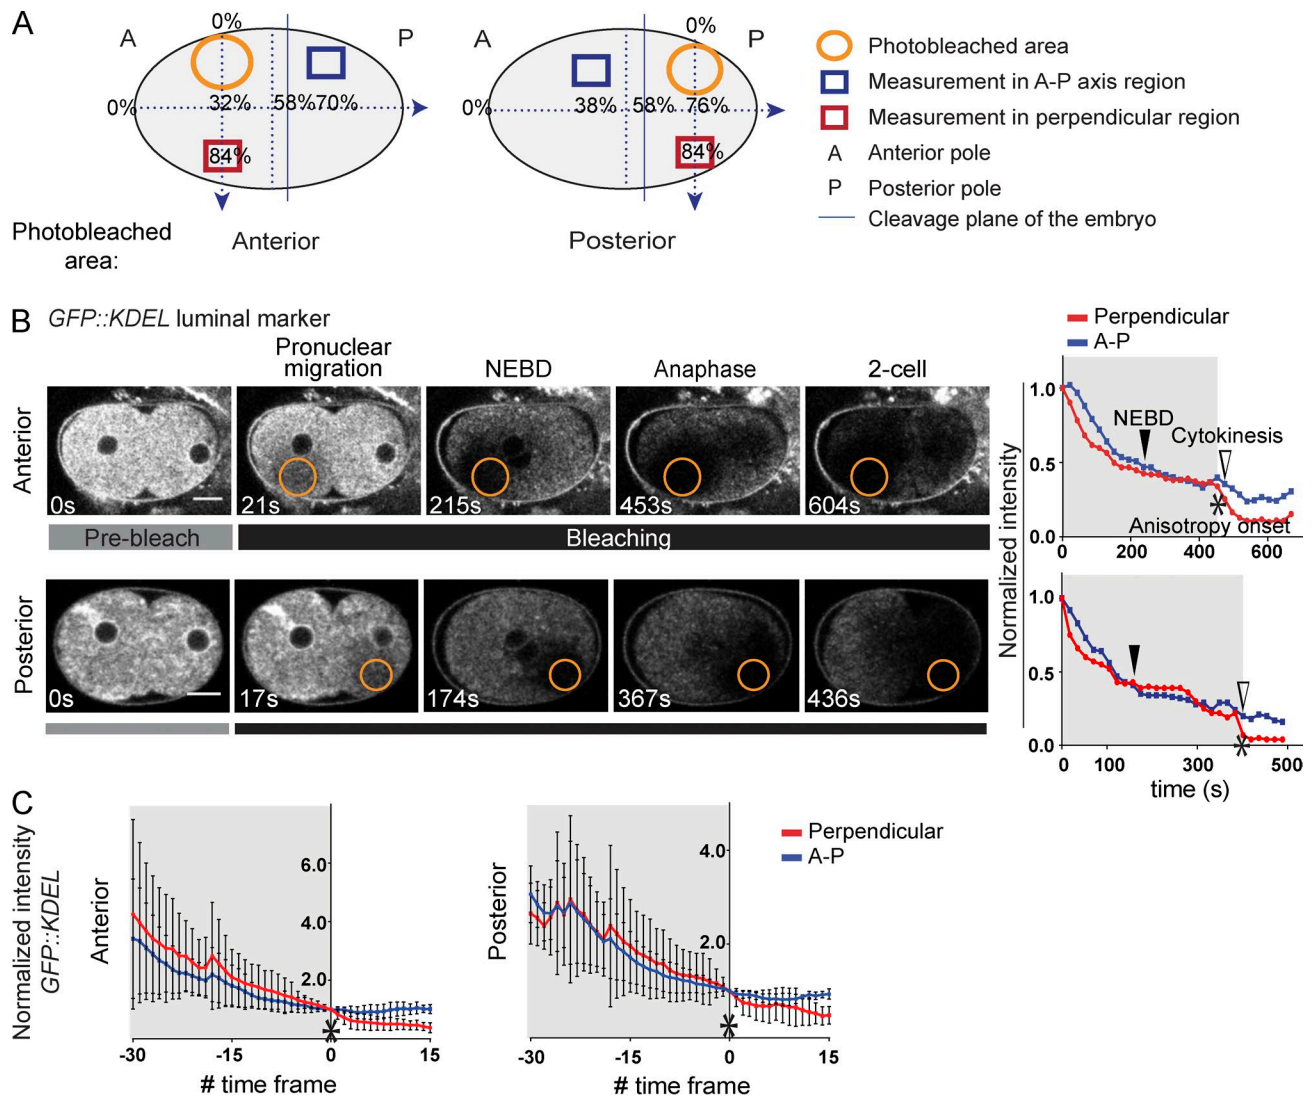 A
A
0%
P
0%
32%
58%
70%
84%
A
0%
P
0%
38%
58%
76%
84%
Photobleached area
Measurement in A-P axis region
Measurement in perpendicular region
A Anterior pole
P Posterior pole
Cleavage plane of the embryo
Photobleached area:
Anterior
Posterior
B GFP::KDEL luminal marker
Pronuclear migration
NEBD
Anaphase
2-cell
Anterior
0s
21s
215s
453s
604s
Pre-bleach
Bleaching
Posterior
0s
17s
174s
367s
436s
Perpendicular
A-P
Normalized intensity
1.0
0.5
0.0
NEBD
Cytokinesis
Anisotropy onset
0 200 400 600
1.0
0.5
0.0
0 100 300 500
time (s)
C
Normalized intensity
GFP::KDEL
Anterior
6.0
4.0
2.0
-30 -15 0 15
# time frame
Posterior
4.0
2.0
-30 -15 0 15
# time frame
Perpendicular
A-P